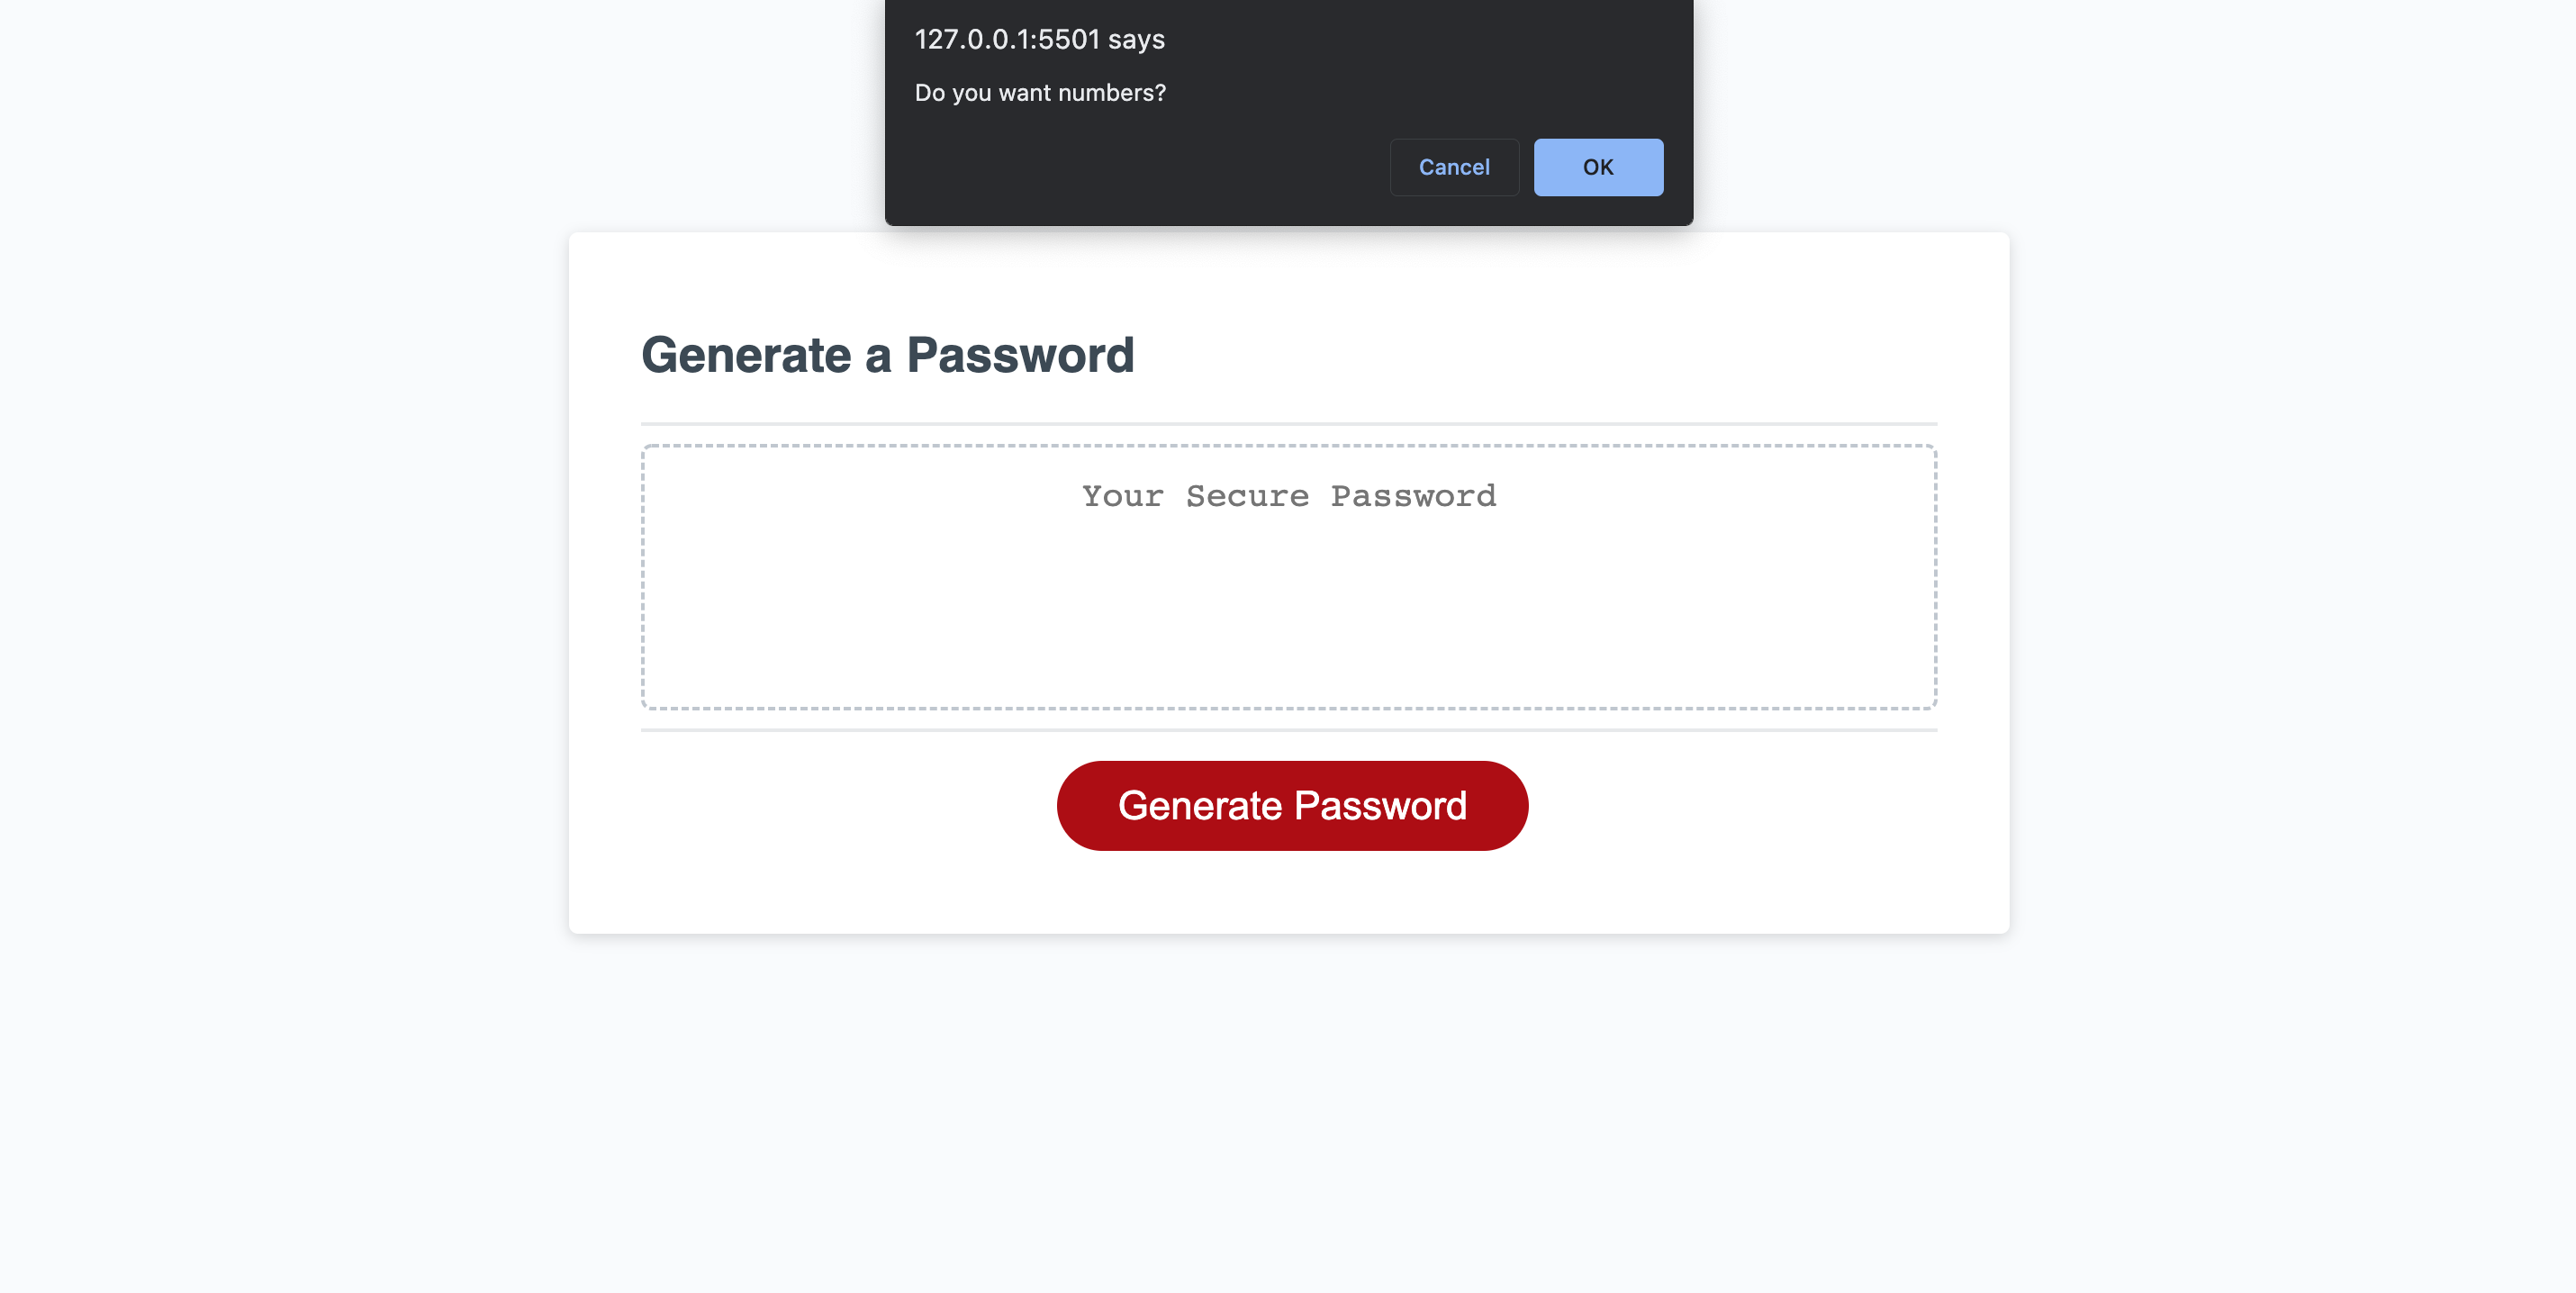 127.0.0.1:5501 says
Do you want numbers?
Cancel OK
Generate a Password
Your Secure Password
Generate Password